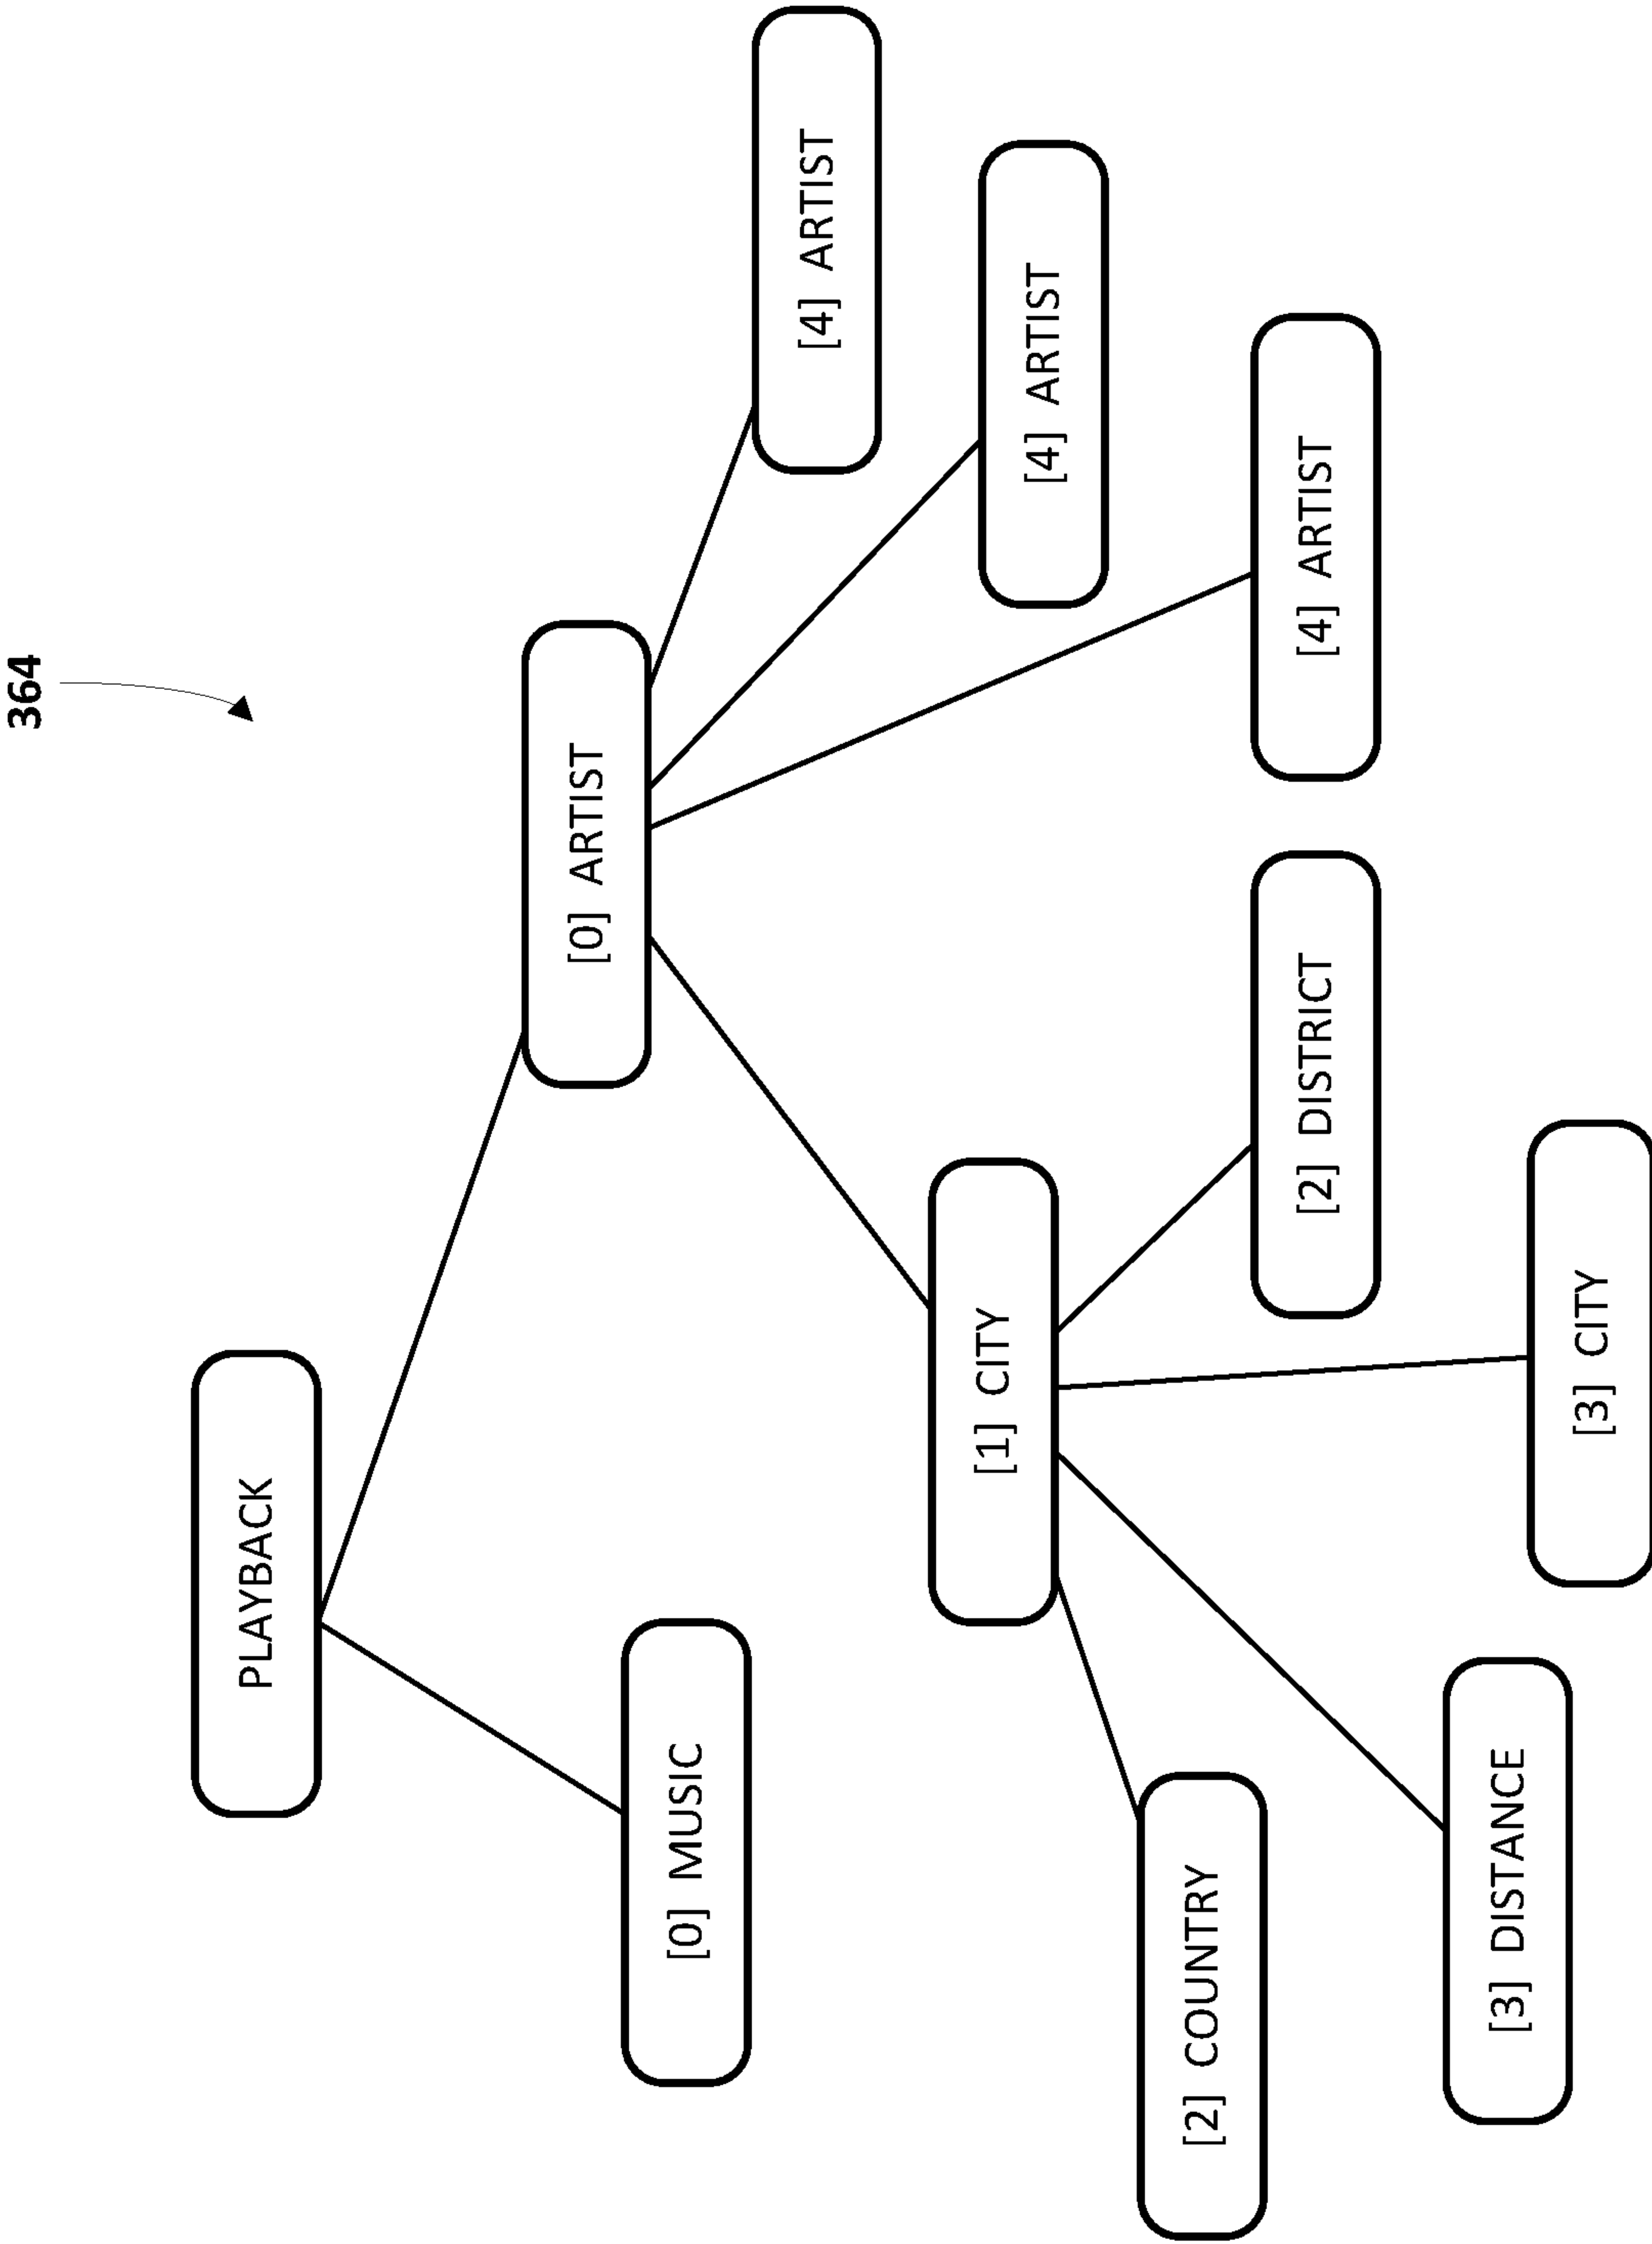 364
PLAYBACK
[0] ARTIST
[0] MUSIC
[4] ARTIST
[1] CITY
[4] ARTIST
[2] COUNTRY
[2] DISTRICT
[4] ARTIST
[3] DISTANCE
[3] CITY